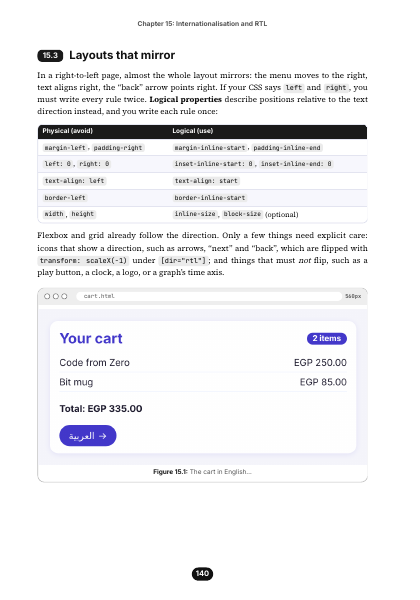 Chapter 15: Internationalisation and RTL
15.3 Layouts that mirror
In a right-to-left page, almost the whole layout mirrors: the menu moves to the right,
text aligns right, the “back” arrow points right. If your CSS says left and right, you
must write every rule twice. Logical properties describe positions relative to the text
direction instead, and you write each rule once:
Physical (avoid) Logical (use)
margin-left, padding-right margin-inline-start, padding-inline-end
left: 0, right: 0 inset-inline-start: 0, inset-inline-end: 0
text-align: left text-align: start
border-left border-inline-start
width, height inline-size, block-size (optional)
Flexbox and grid already follow the direction. Only a few things need explicit care:
icons that show a direction, such as arrows, “next” and “back”, which are flipped with
transform: scaleX(-1) under [dir="rtl"]; and things that must not flip, such as a
play button, a clock, a logo, or a graph’s time axis.
cart.html 560px
Your cart 2 items
Code from Zero EGP 250.00
Bit mug EGP 85.00
Total: EGP 335.00
العربية →
Figure 15.1: The cart in English...
140